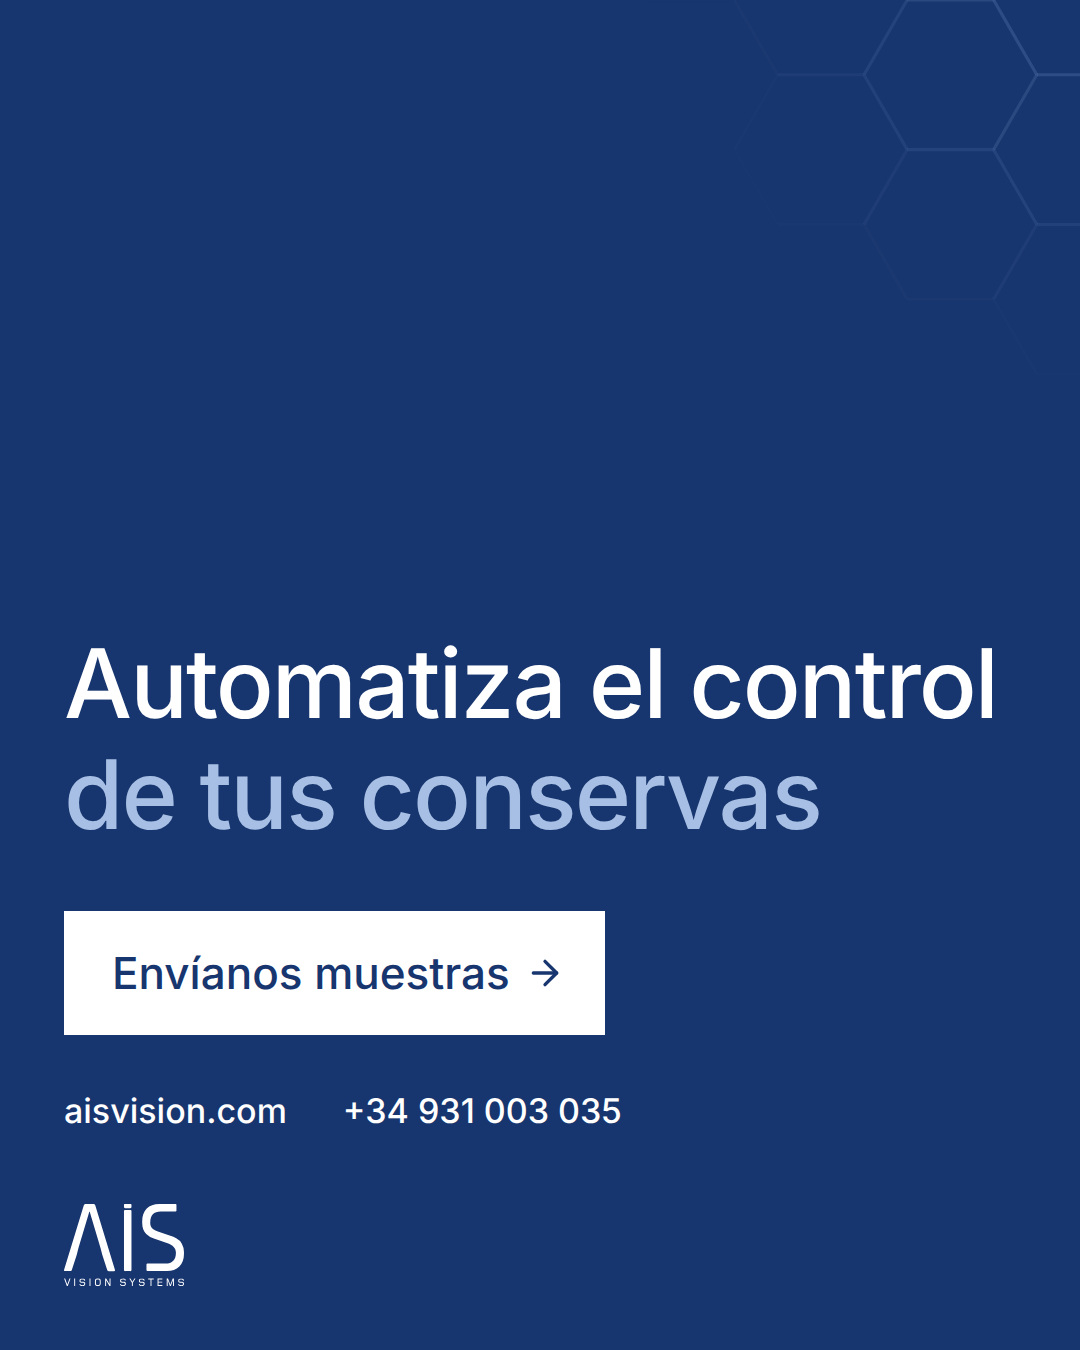 Automatiza el control
de tus conservas
Envíanos muestras →
aisvision.com +34 931 003 035
AiS
VISION SYSTEMS